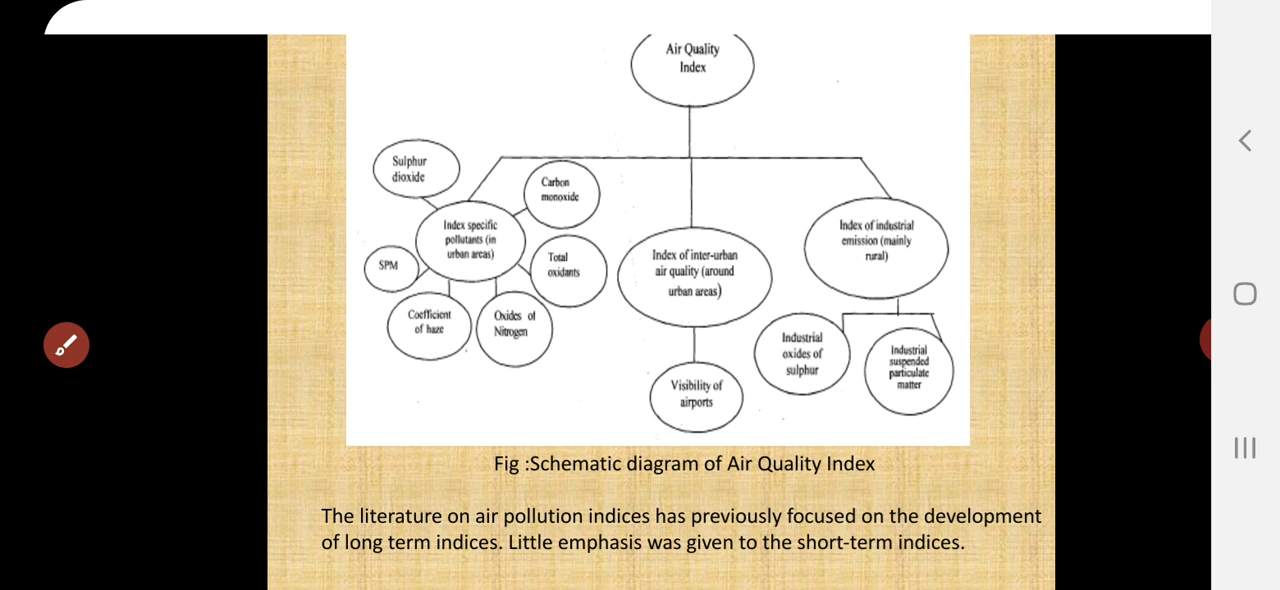 Air Quality
Index
Sulphur
dioxide
Carbon
monoxide
Index specific
pollutants (in
urban areas)
SPM
Total
oxidants
Coefficient
of haze
Oxides of
Nitrogen
Index of inter-urban
air quality (around
urban areas)
Visibility of
airports
Index of industrial
emission (mainly
rural)
Industrial
oxides of
sulphur
Industrial
suspended
particulate
matter
Fig :Schematic diagram of Air Quality Index
The literature on air pollution indices has previously focused on the development
of long term indices. Little emphasis was given to the short-term indices.